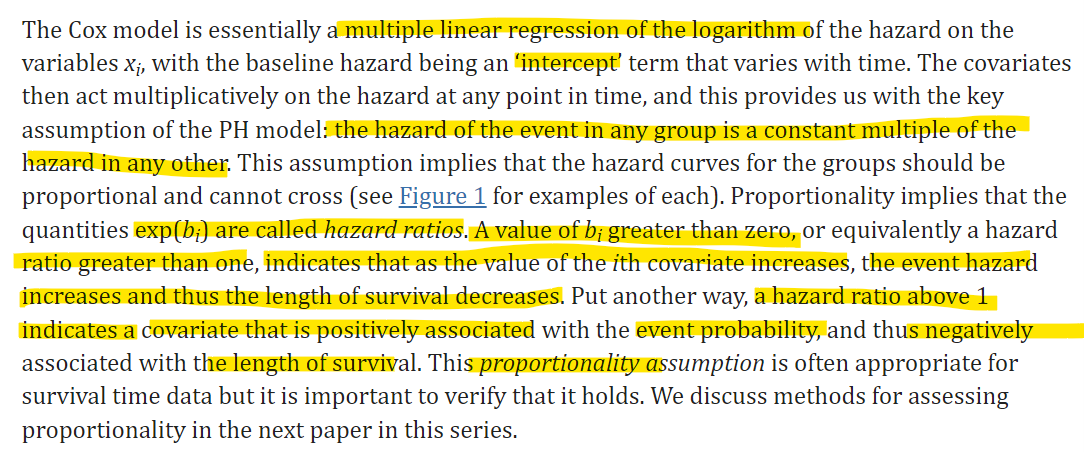 The Cox model is essentially a multiple linear regression of the logarithm of the hazard on the
variables xi, with the baseline hazard being an ‘intercept’ term that varies with time. The covariates
then act multiplicatively on the hazard at any point in time, and this provides us with the key
assumption of the PH model: the hazard of the event in any group is a constant multiple of the
hazard in any other. This assumption implies that the hazard curves for the groups should be
proportional and cannot cross (see Figure 1 for examples of each). Proportionality implies that the
quantities exp(bi) are called hazard ratios. A value of bi greater than zero, or equivalently a hazard
ratio greater than one, indicates that as the value of the ith covariate increases, the event hazard
increases and thus the length of survival decreases. Put another way, a hazard ratio above 1
indicates a covariate that is positively associated with the event probability, and thus negatively
associated with the length of survival. This proportionality assumption is often appropriate for
survival time data but it is important to verify that it holds. We discuss methods for assessing
proportionality in the next paper in this series.